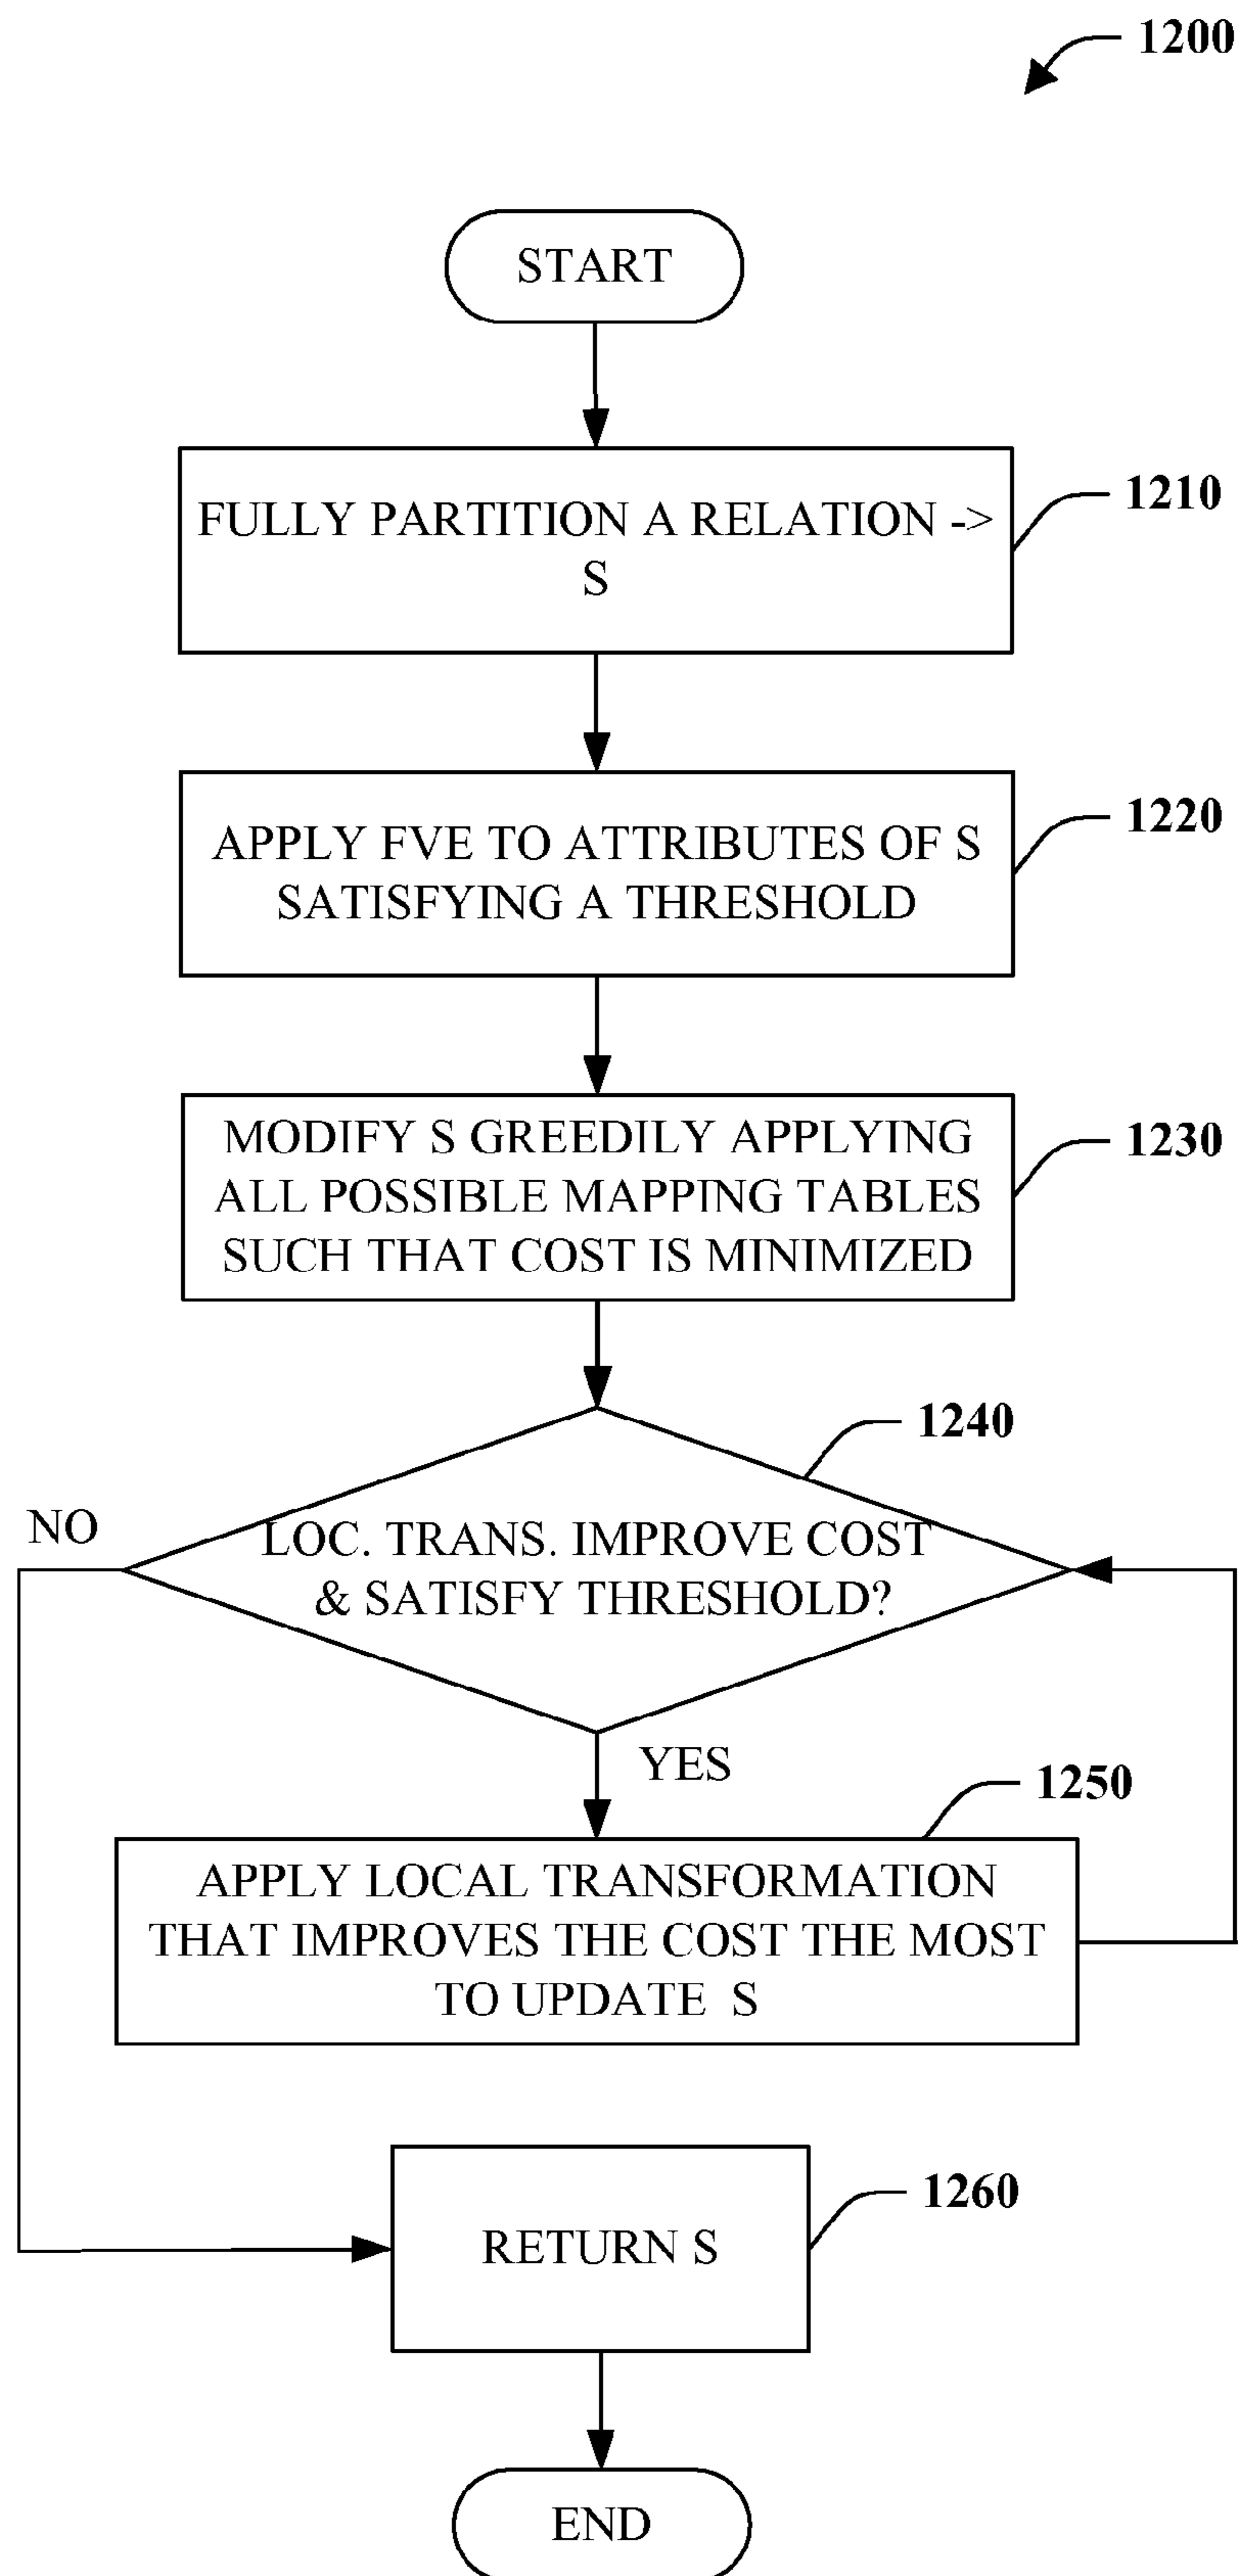 1200
START
FULLY PARTITION A RELATION ->
S
1210
APPLY FVE TO ATTRIBUTES OF S
SATISFYING A THRESHOLD
1220
MODIFY S GREEDILY APPLYING
ALL POSSIBLE MAPPING TABLES
SUCH THAT COST IS MINIMIZED
1230
1240
NO
LOC. TRANS. IMPROVE COST
& SATISFY THRESHOLD?
YES
1250
APPLY LOCAL TRANSFORMATION
THAT IMPROVES THE COST THE MOST
TO UPDATE S
1260
RETURN S
END